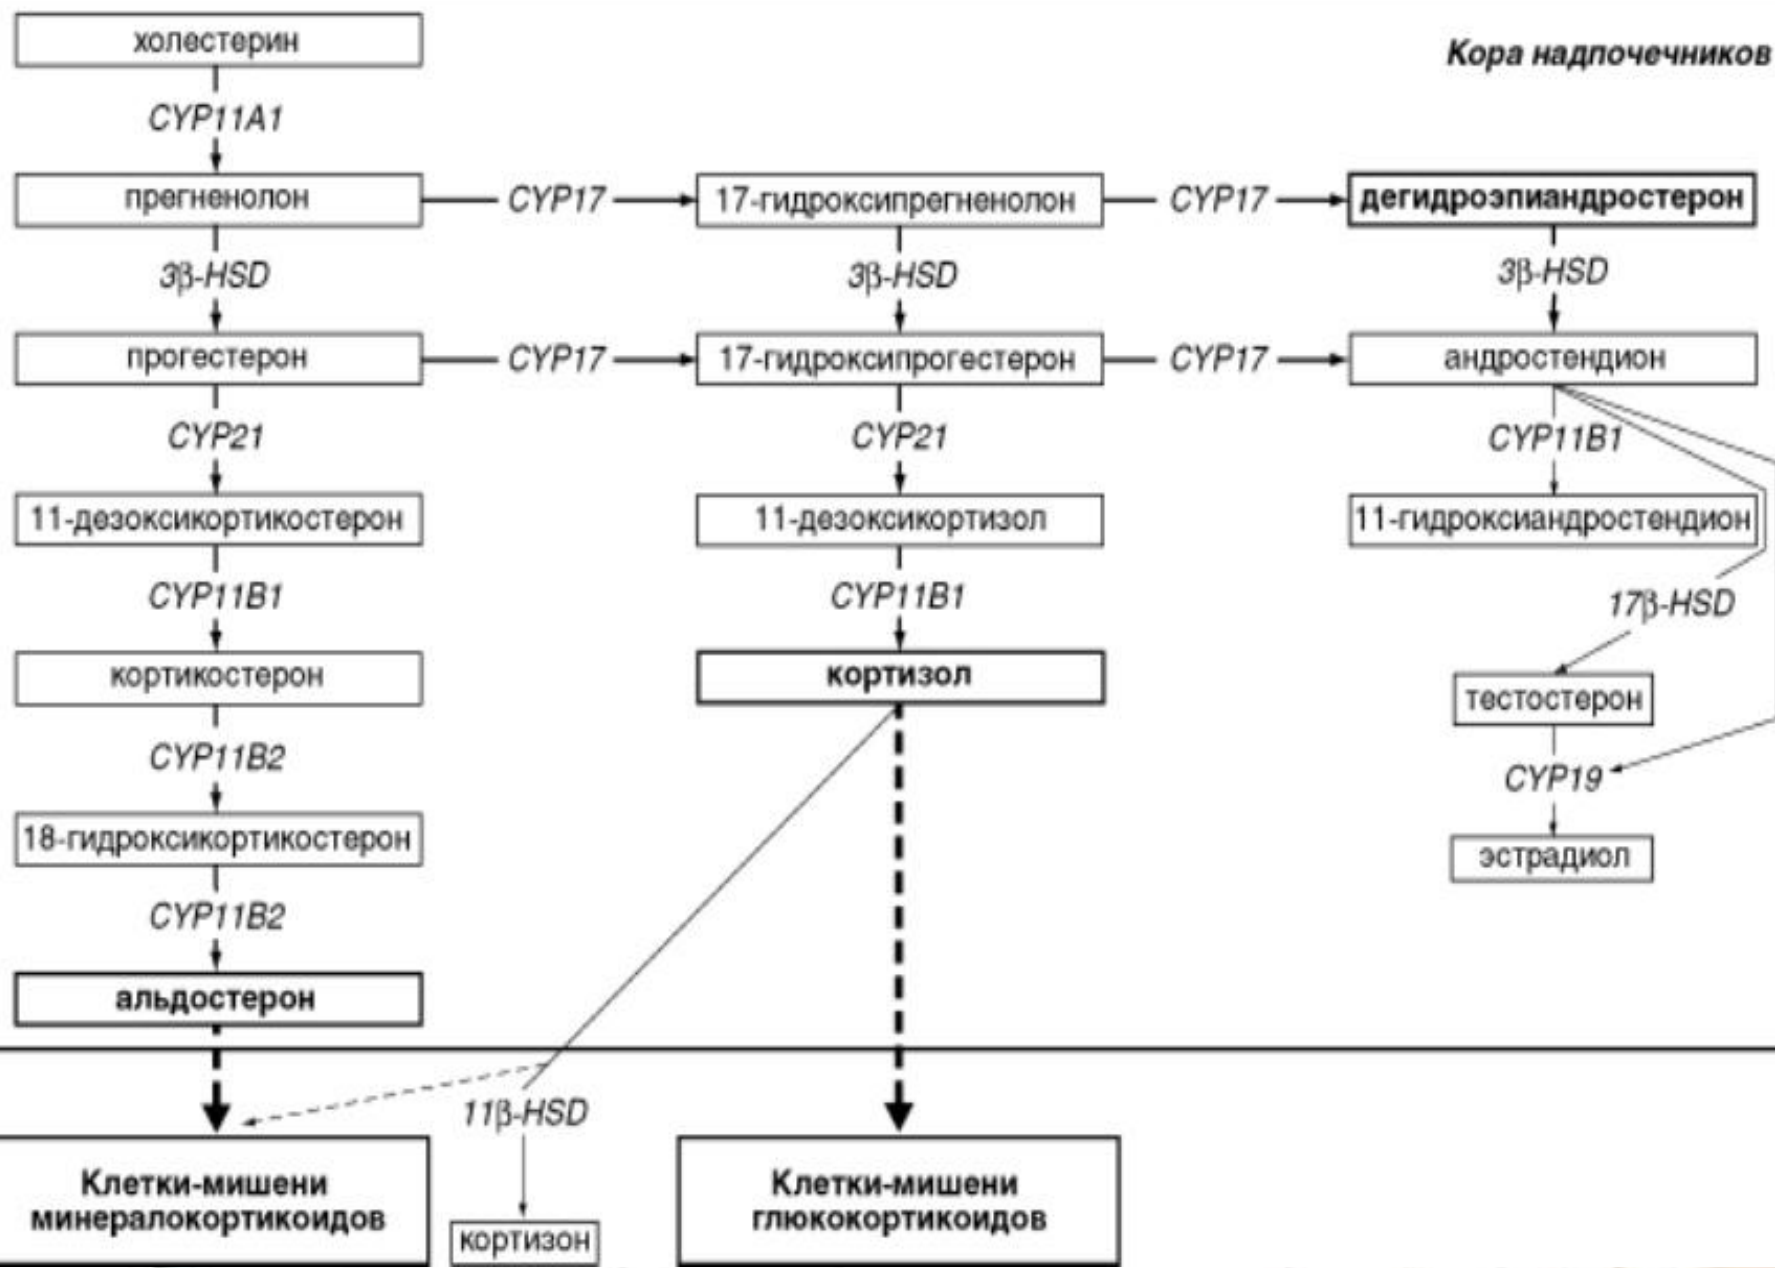 холестерин
Кора надпочечников
CYP11A1
прегненолон
CYP17
17-гидроксипрегненолон
CYP17
дегидроэпиандростерон
3β-HSD
3β-HSD
3β-HSD
прогестерон
CYP17
17-гидроксипрогестерон
CYP17
андростендион
CYP21
CYP21
CYP11B1
11-дезоксикортикостерон
11-дезоксикортизол
11-гидроксиандростендион
CYP11B1
CYP11B1
17β-HSD
кортикостерон
кортизол
тестостерон
CYP11B2
CYP19
18-гидроксикортикостерон
эстрадиол
CYP11B2
альдостерон
11β-HSD
Клетки-мишени
минералокортикоидов
кортизон
Клетки-мишени
глюкокортикоидов